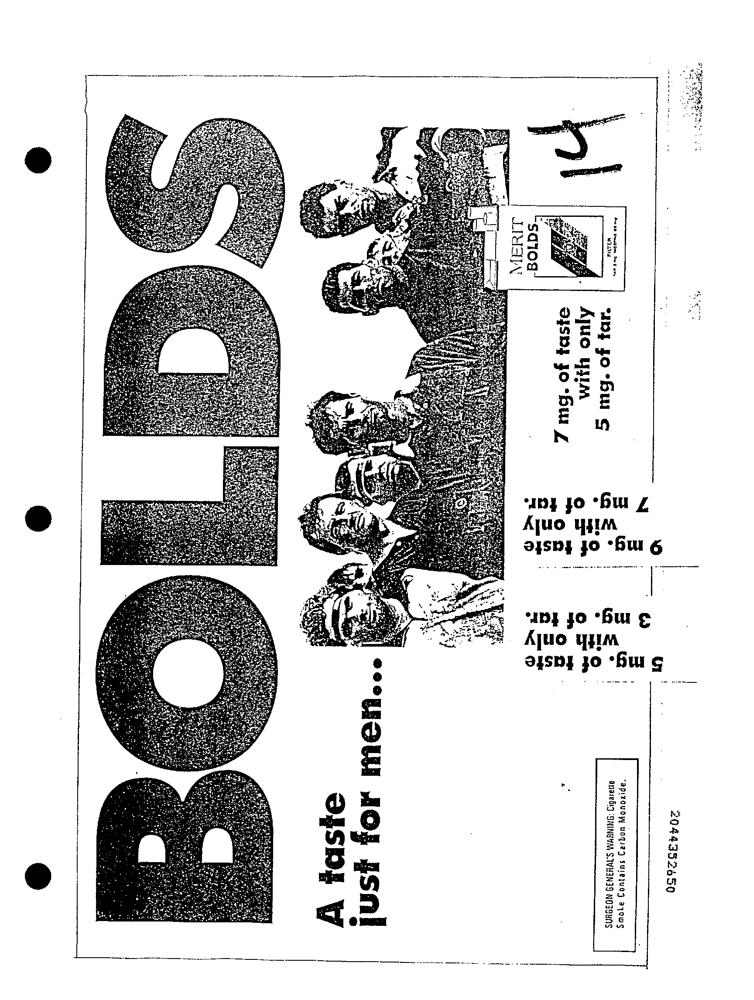 BOLDS
A taste
just for men...
14
MERIT
BOLDS
FILTER
7 mg. of taste
with only
5 mg. of tar.
9 mg. of taste
with only
7 mg. of tar.
5 mg. of taste
with only
3 mg. of tar.
SURGEON GENERAL'S WARNING: Cigarette
Smoke Contains Carbon Monoxide.
2044352650